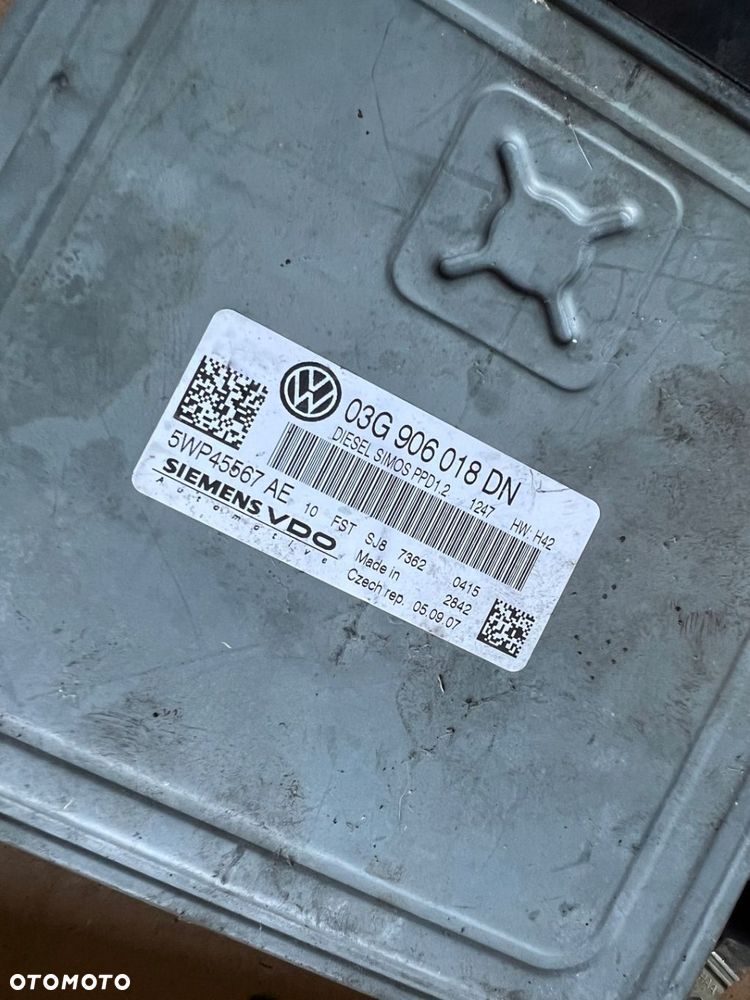 03G 906 018 DN
DIESEL SIMOS PPD1.2 1247 HW: H42
5WP45567 AE 10 FST SJ8 7362 0415
SIEMENS VDO
Automotive
Made in 2842
Czech rep. 05.09.07
OTOMOTO